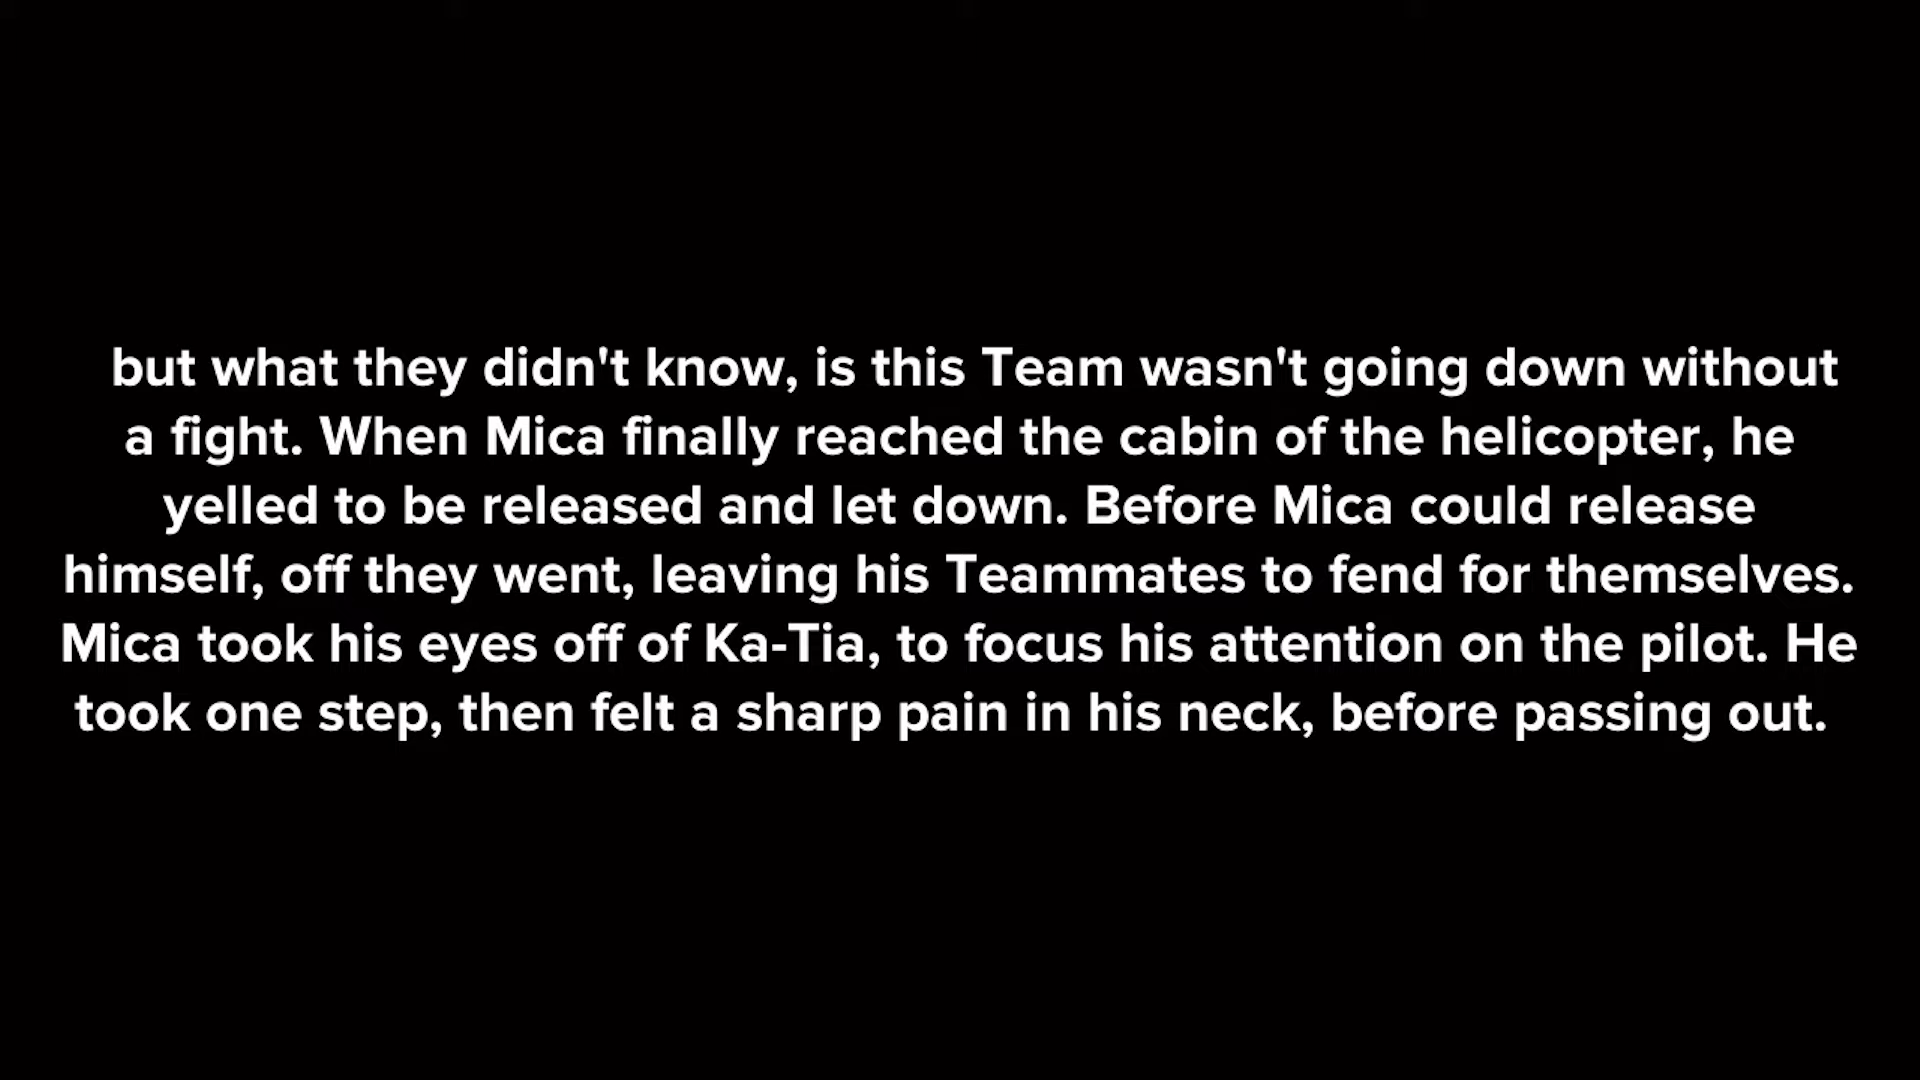 but what they didn't know, is this Team wasn't going down without
a fight. When Mica finally reached the cabin of the helicopter, he
yelled to be released and let down. Before Mica could release
himself, off they went, leaving his Teammates to fend for themselves.
Mica took his eyes off of Ka-Tia, to focus his attention on the pilot. He
took one step, then felt a sharp pain in his neck, before passing out.